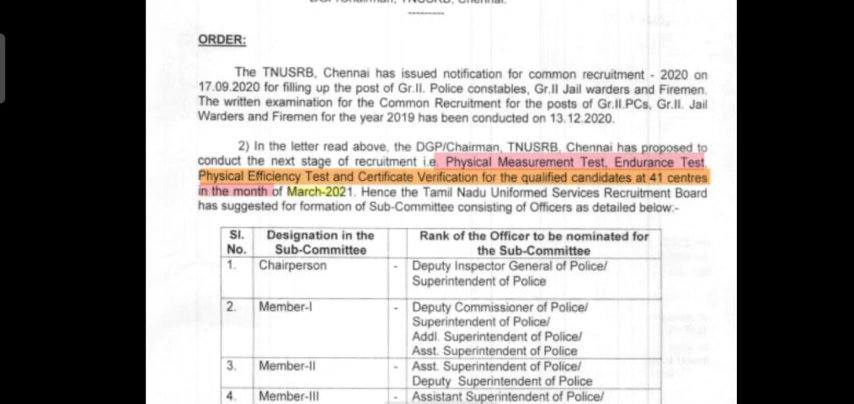 DGP/Chairman, TNUSRB, Chennai.
ORDER:
The TNUSRB, Chennai has issued notification for common recruitment - 2020 on
17.09.2020 for filling up the post of Gr.II. Police constables, Gr.II Jail warders and Firemen.
The written examination for the Common Recruitment for the posts of Gr.II.PCs, Gr.II. Jail
Warders and Firemen for the year 2019 has been conducted on 13.12.2020.
2) In the letter read above, the DGP/Chairman, TNUSRB, Chennai has proposed to
conduct the next stage of recruitment i.e. Physical Measurement Test, Endurance Test,
Physical Efficiency Test and Certificate Verification for the qualified candidates at 41 centres
in the month of March-2021. Hence the Tamil Nadu Uniformed Services Recruitment Board
has suggested for formation of Sub-Committee consisting of Officers as detailed below:-
Sl. No. Designation in the Sub-Committee Rank of the Officer to be nominated for the Sub-Committee
1. Chairperson - Deputy Inspector General of Police/
Superintendent of Police
2. Member-I - Deputy Commissioner of Police/
Superintendent of Police/
Addl. Superintendent of Police/
Asst. Superintendent of Police
3. Member-II - Asst. Superintendent of Police/
Deputy Superintendent of Police
4. Member-III - Assistant Superintendent of Police/